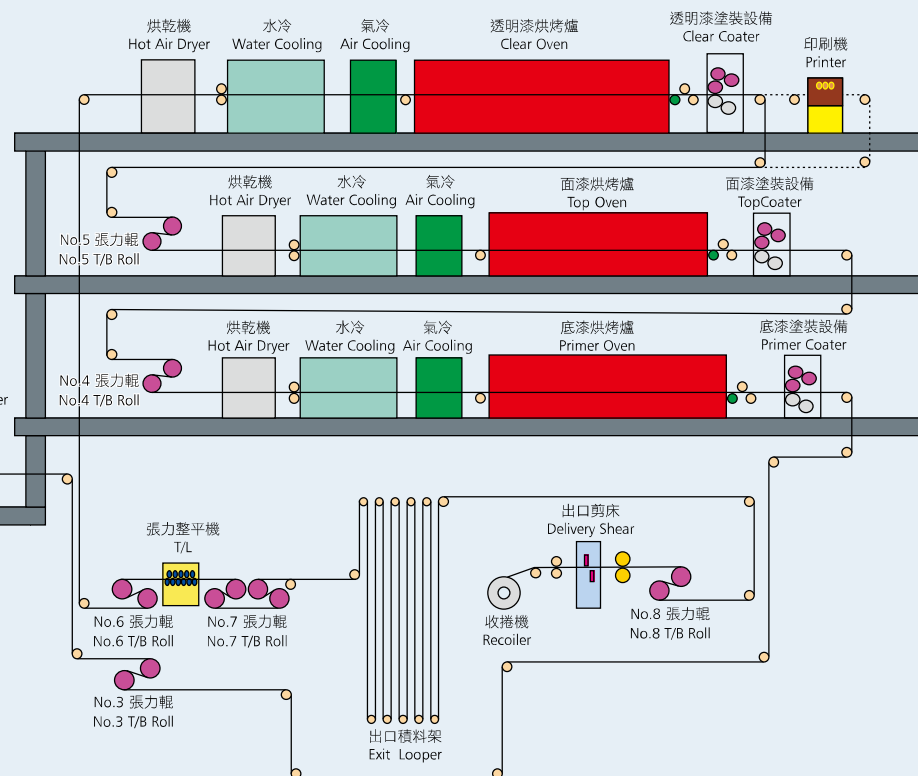 烘乾機
Hot Air Dryer
水冷
Water Cooling
氣冷
Air Cooling
透明漆烘烤爐
Clear Oven
透明漆塗裝設備
Clear Coater
印刷機
Printer
烘乾機
Hot Air Dryer
水冷
Water Cooling
氣冷
Air Cooling
面漆烘烤爐
Top Oven
面漆塗裝設備
TopCoater
No.5 張力輥
No.5 T/B Roll
烘乾機
Hot Air Dryer
水冷
Water Cooling
氣冷
Air Cooling
底漆烘烤爐
Primer Oven
底漆塗裝設備
Primer Coater
No.4 張力輥
No.4 T/B Roll
er
張力整平機
T/L
出口剪床
Delivery Shear
No.6 張力輥
No.6 T/B Roll
No.7 張力輥
No.7 T/B Roll
收捲機
Recoiler
No.8 張力輥
No.8 T/B Roll
No.3 張力輥
No.3 T/B Roll
出口積料架
Exit Looper